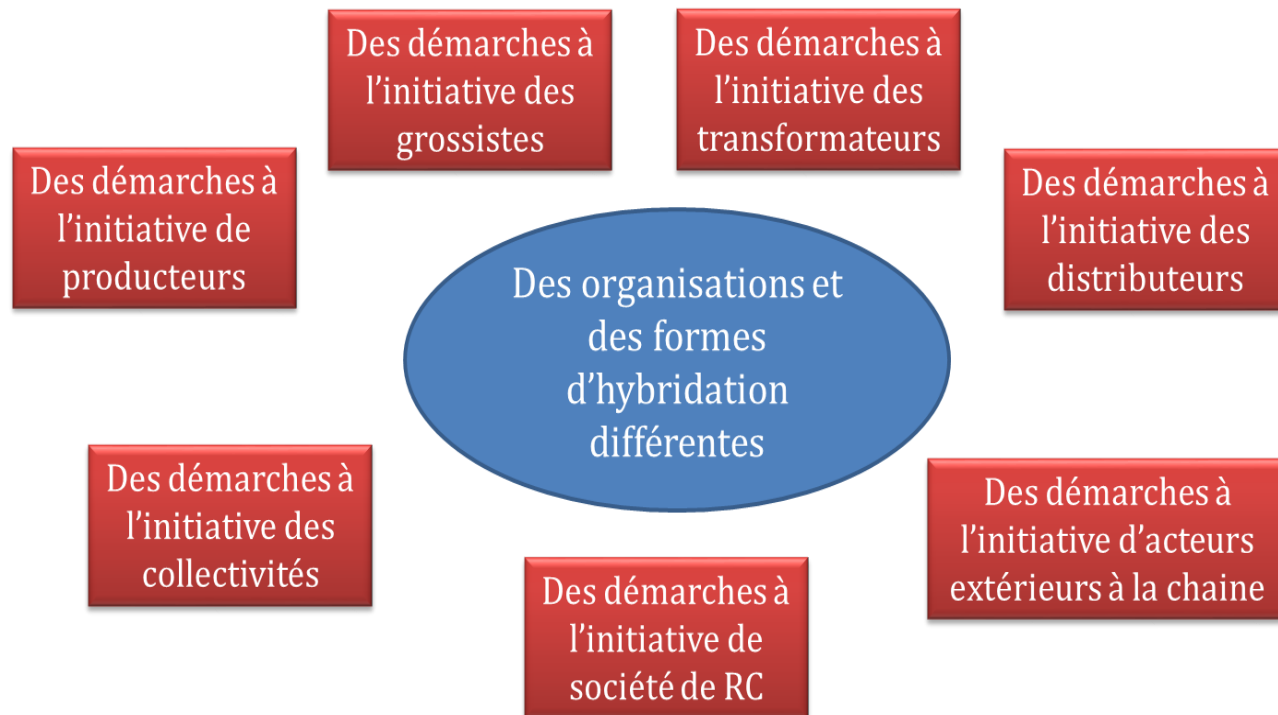 Des démarches à
l’initiative des
grossistes
Des démarches à
l’initiative des
transformateurs
Des démarches à
l’initiative de
producteurs
Des démarches à
l’initiative des
distributeurs
Des organisations et
des formes
d’hybridation
différentes
Des démarches à
l’initiative des
collectivités
Des démarches à
l’initiative d’acteurs
extérieurs à la chaine
Des démarches à
l’initiative de
société de RC